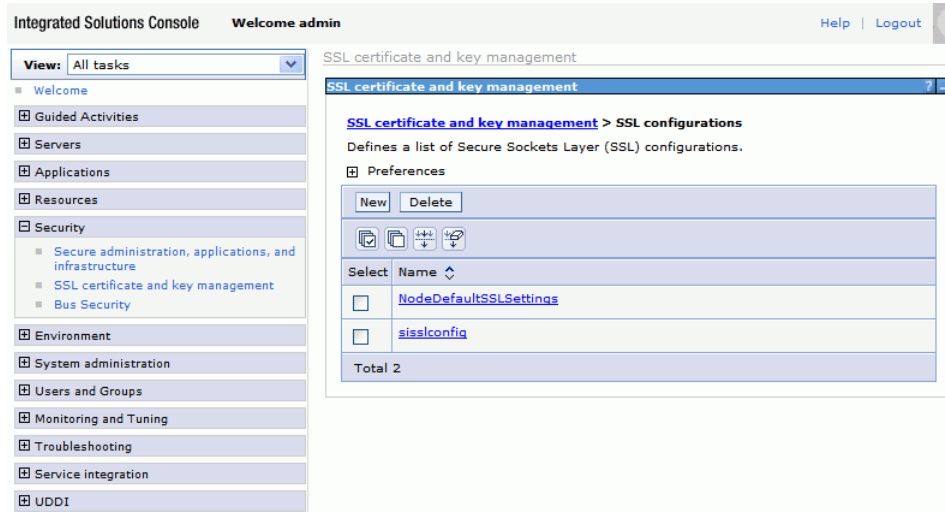 Integrated Solutions Console Welcome admin Help | Logout
View: All tasks
Welcome
Guided Activities
Servers
Applications
Resources
Security
Secure administration, applications, and
infrastructure
SSL certificate and key management
Bus Security
Environment
System administration
Users and Groups
Monitoring and Tuning
Troubleshooting
Service integration
UDDI
SSL certificate and key management
SSL certificate and key management ? -
SSL certificate and key management > SSL configurations
Defines a list of Secure Sockets Layer (SSL) configurations.
Preferences
New Delete
Select Name
NodeDefaultSSLSettings
sisslconfig
Total 2